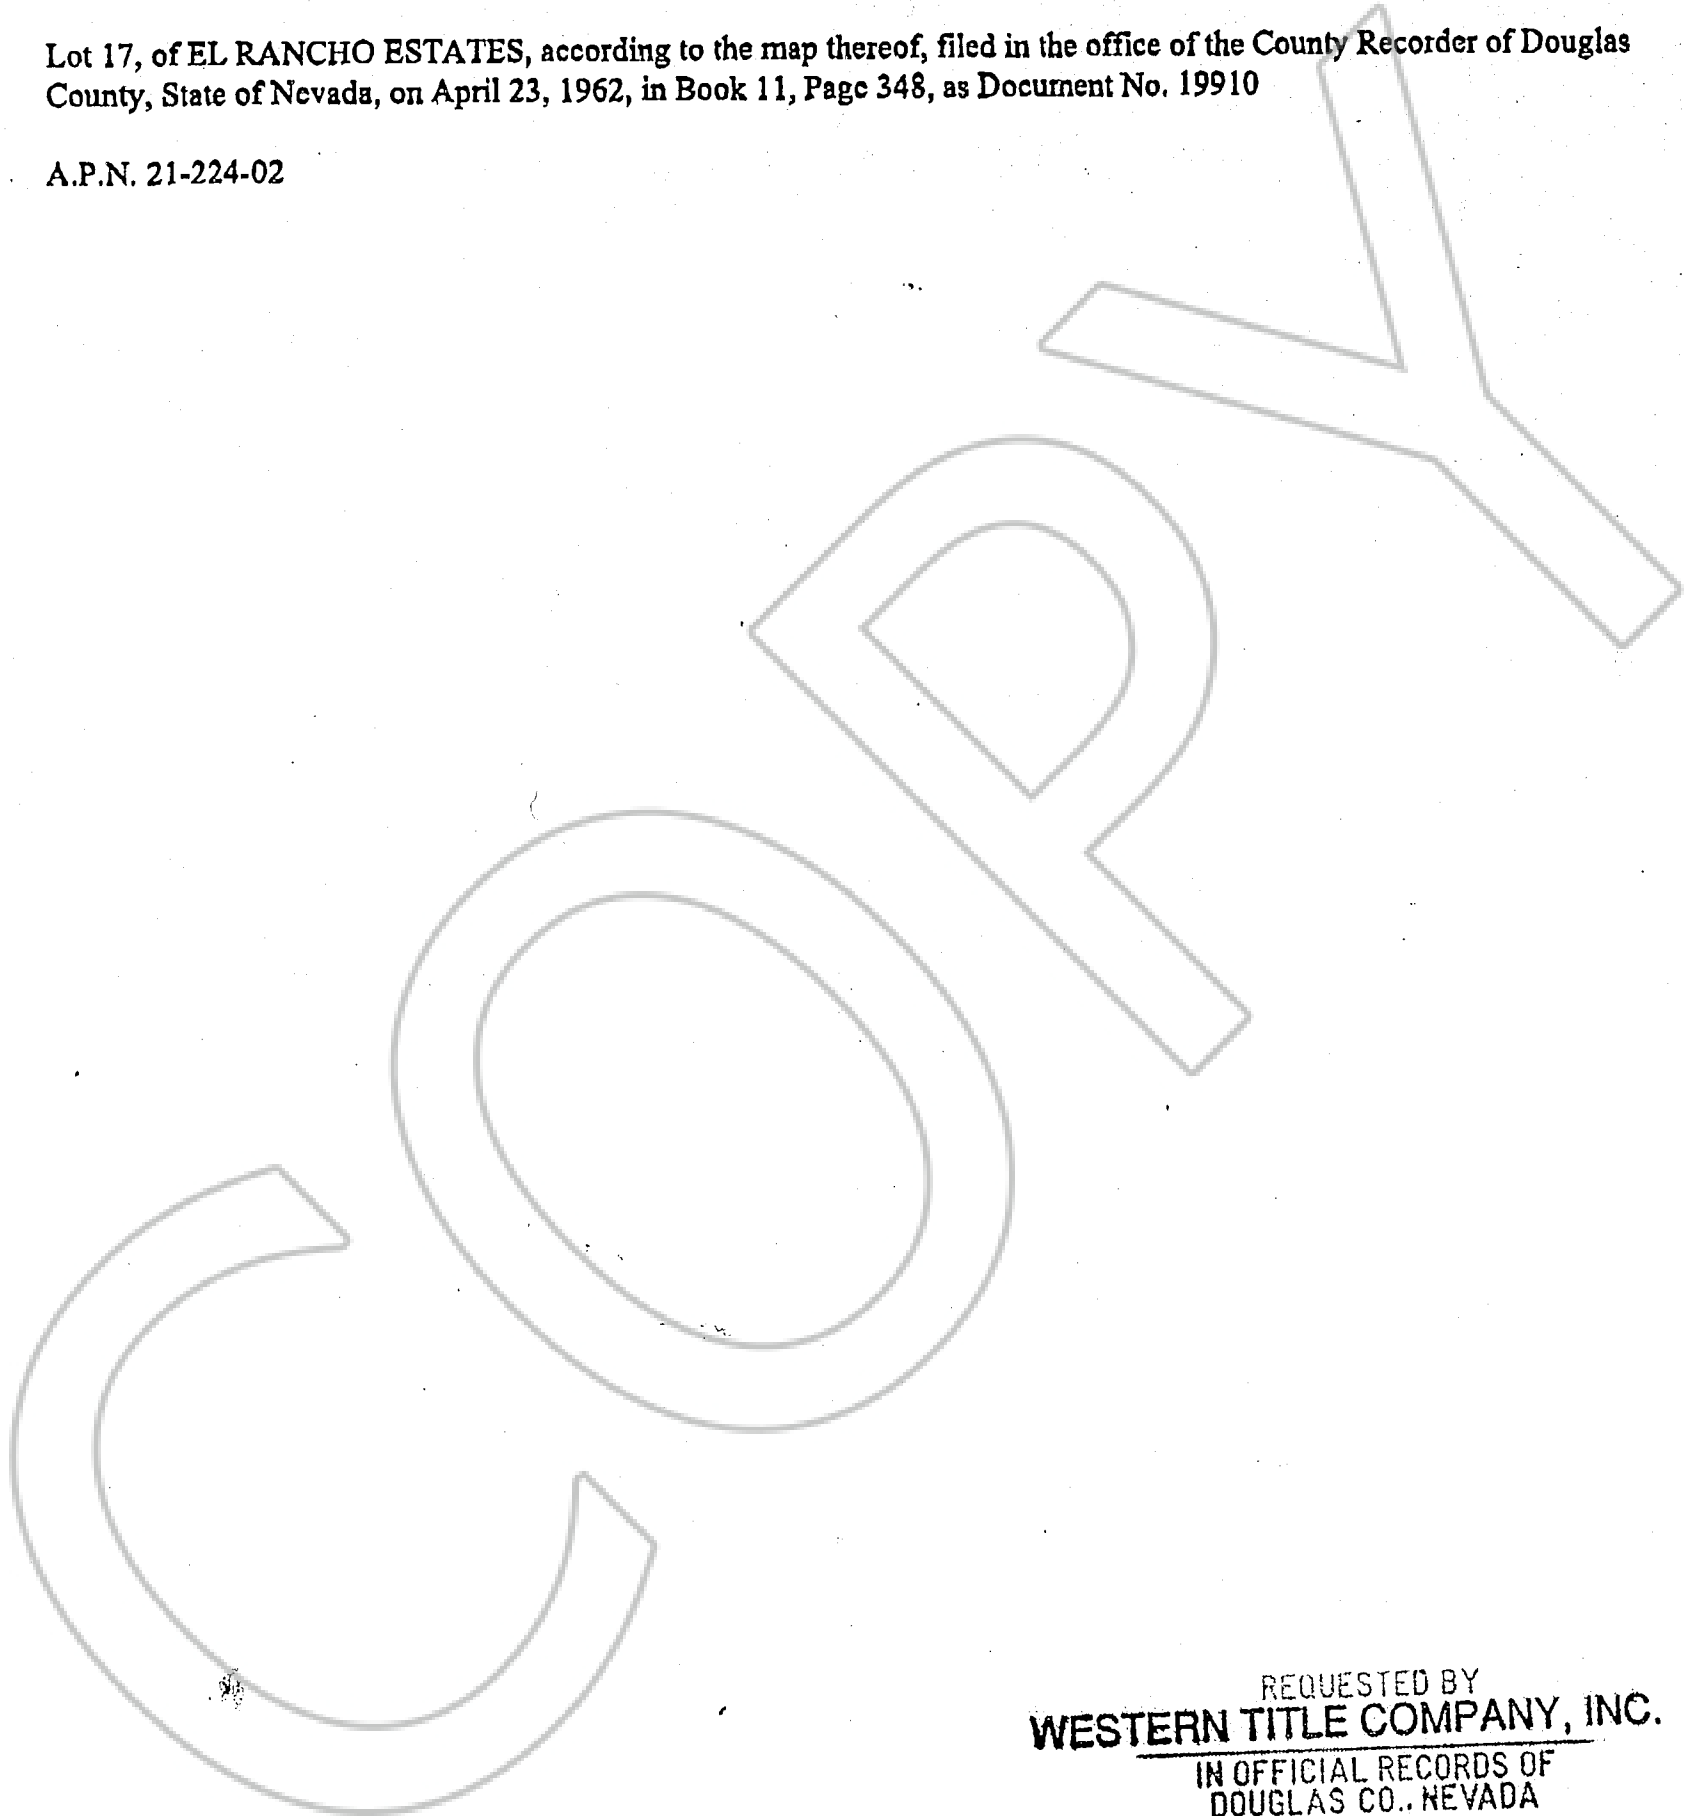 Lot 17, of EL RANCHO ESTATES, according to the map thereof, filed in the office of the County Recorder of Douglas
County, State of Nevada, on April 23, 1962, in Book 11, Page 348, as Document No. 19910
A.P.N. 21-224-02
COPY
REQUESTED BY
WESTERN TITLE COMPANY, INC.
IN OFFICIAL RECORDS OF
DOUGLAS CO., NEVADA